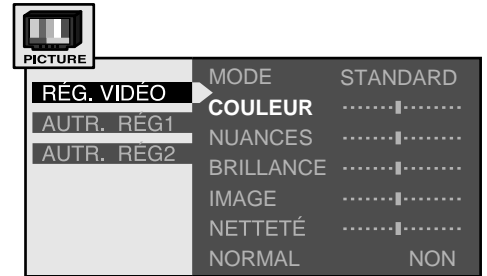 PICTURE
RÉG. VIDÉO
AUTR. RÉG1
AUTR. RÉG2
MODE STANDARD
COULEUR
NUANCES
BRILLANCE
IMAGE
NETTETÉ
NORMAL NON